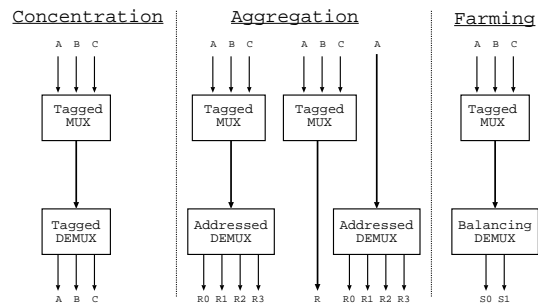 Concentration Aggregation Farming
A B C A B C A B C A A B C
Tagged Tagged Tagged Tagged
MUX MUX MUX MUX
Tagged Addressed Addressed Balancing
DEMUX DEMUX DEMUX DEMUX
A B C R0 R1 R2 R3 R R0 R1 R2 R3 S0 S1